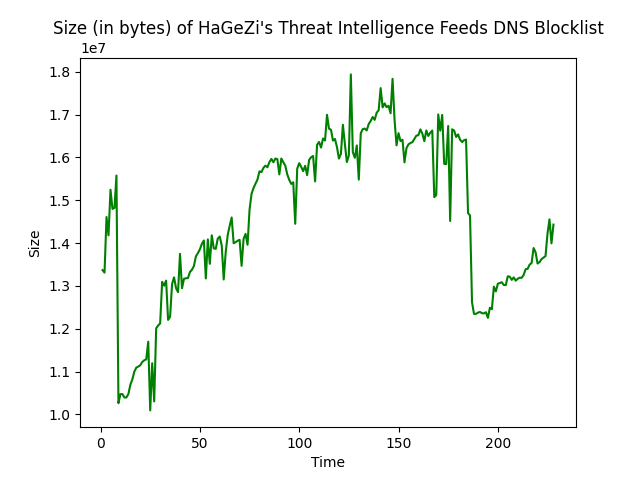 Size (in bytes) of HaGeZi's Threat Intelligence Feeds DNS Blocklist
1e7
1.8
1.7
1.6
1.5
1.4
1.3
1.2
1.1
1.0
Size
0 50 100 150 200
Time